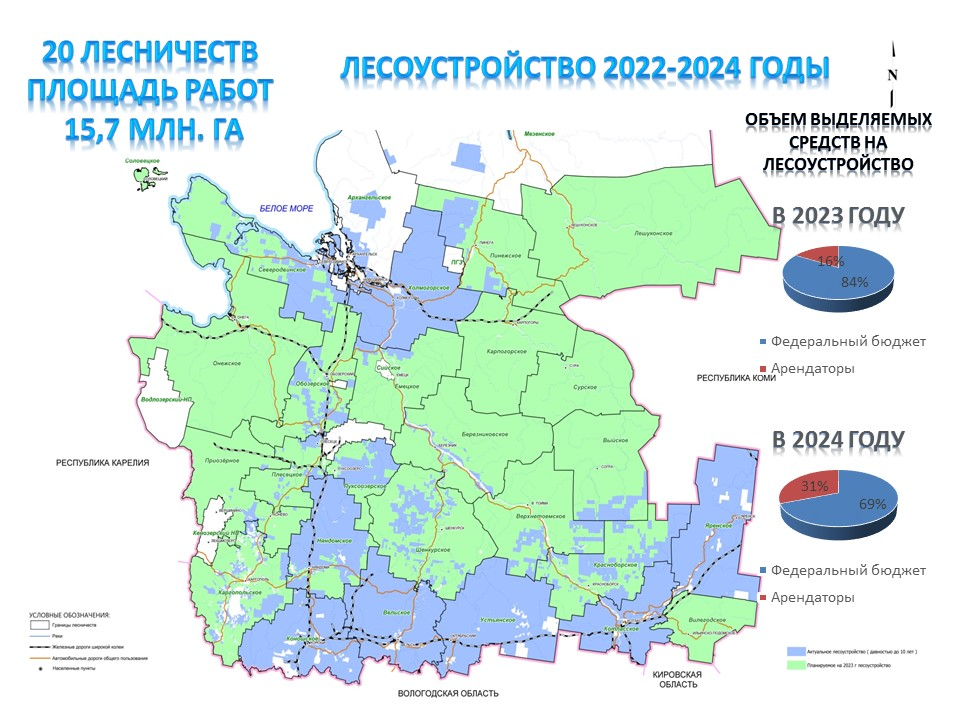 20 ЛЕСНИЧЕСТВ
ПЛОЩАДЬ РАБОТ
15,7 МЛН. ГА
ЛЕСОУСТРОЙСТВО 2022-2024 ГОДЫ
N
ОБЪЕМ ВЫДЕЛЯЕМЫХ
СРЕДСТВ НА
ЛЕСОУСТРОЙСТВО
В 2023 ГОДУ
16%
84%
Федеральный бюджет
Арендаторы
В 2024 ГОДУ
31%
69%
Федеральный бюджет
Арендаторы
Мезенское
Соловецкое
БЕЛОЕ МОРЕ
Архангельское
Лешуконское
Пинежское
ПГЗ
Северодвинское
Холмогорское
Карпогорское
Онежское
Сийское
Емецкое
Обозерское
Сурское
РЕСПУБЛИКА КОМИ
Водлозерский НП
Березниковское
Выйское
РЕСПУБЛИКА КАРЕЛИЯ
Приозёрное
Плесецкое
Пуксоозерское
Верхнетоемское
Яренское
Кенозерский НП
Няндомское
Шенкурское
Красноборское
Каргопольское
Вельское
Устьянское
Вилегодское
Коношское
Котласское
УСЛОВНЫЕ ОБОЗНАЧЕНИЯ:
Границы лесничеств
Реки
Железные дороги широкой колеи
Автомобильные дороги общего пользования
Населенные пункты
Актуальное лесоустройство ( давностью до 10 лет )
Планируемое на 2023 г лесоустройство
КИРОВСКАЯ
ОБЛАСТЬ
ВОЛОГОДСКАЯ ОБЛАСТЬ